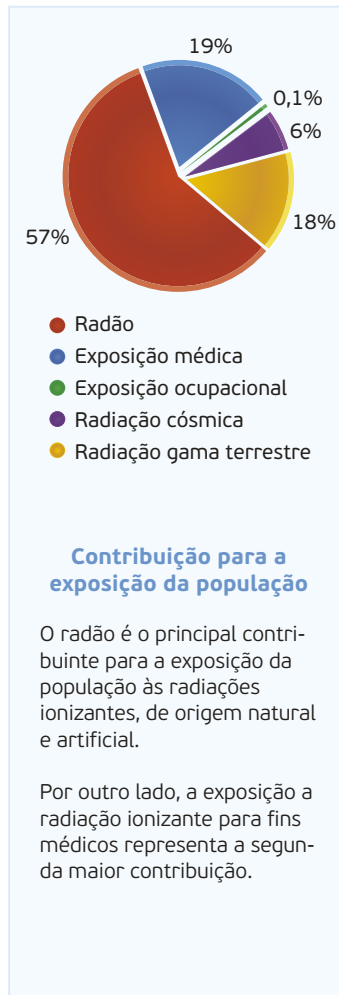 19%
0,1%
6%
18%
57%
Radão
Exposição médica
Exposição ocupacional
Radiação cósmica
Radiação gama terrestre
Contribuição para a
exposição da população
O radão é o principal contri-
buinte para a exposição da
população às radiações
ionizantes, de origem natural
e artificial.
Por outro lado, a exposição a
radiação ionizante para fins
médicos representa a segun-
da maior contribuição.